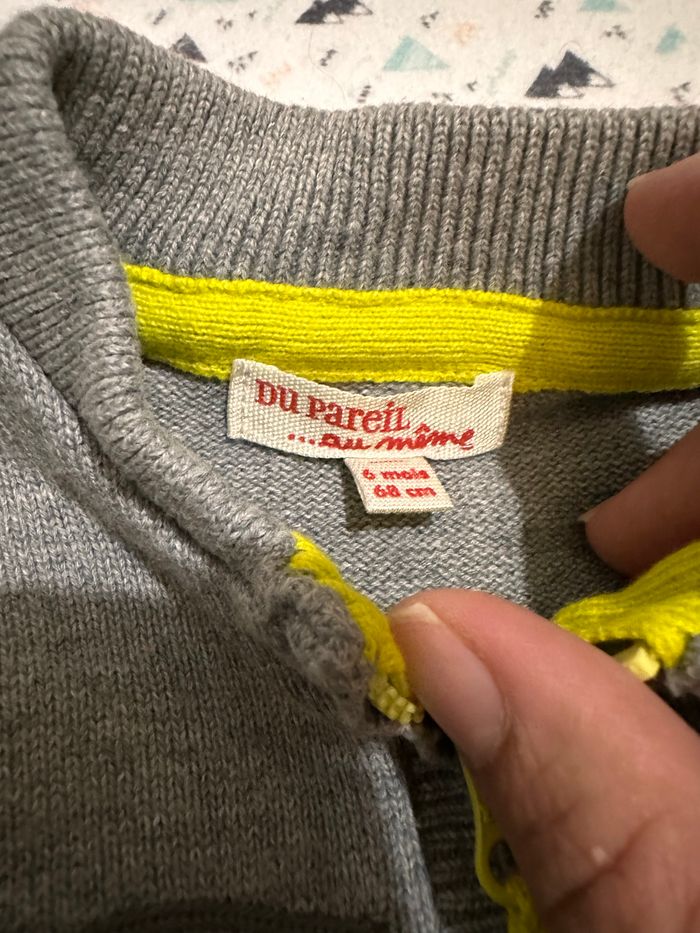 DU PAREIL
...au même
6 mois
68 cm